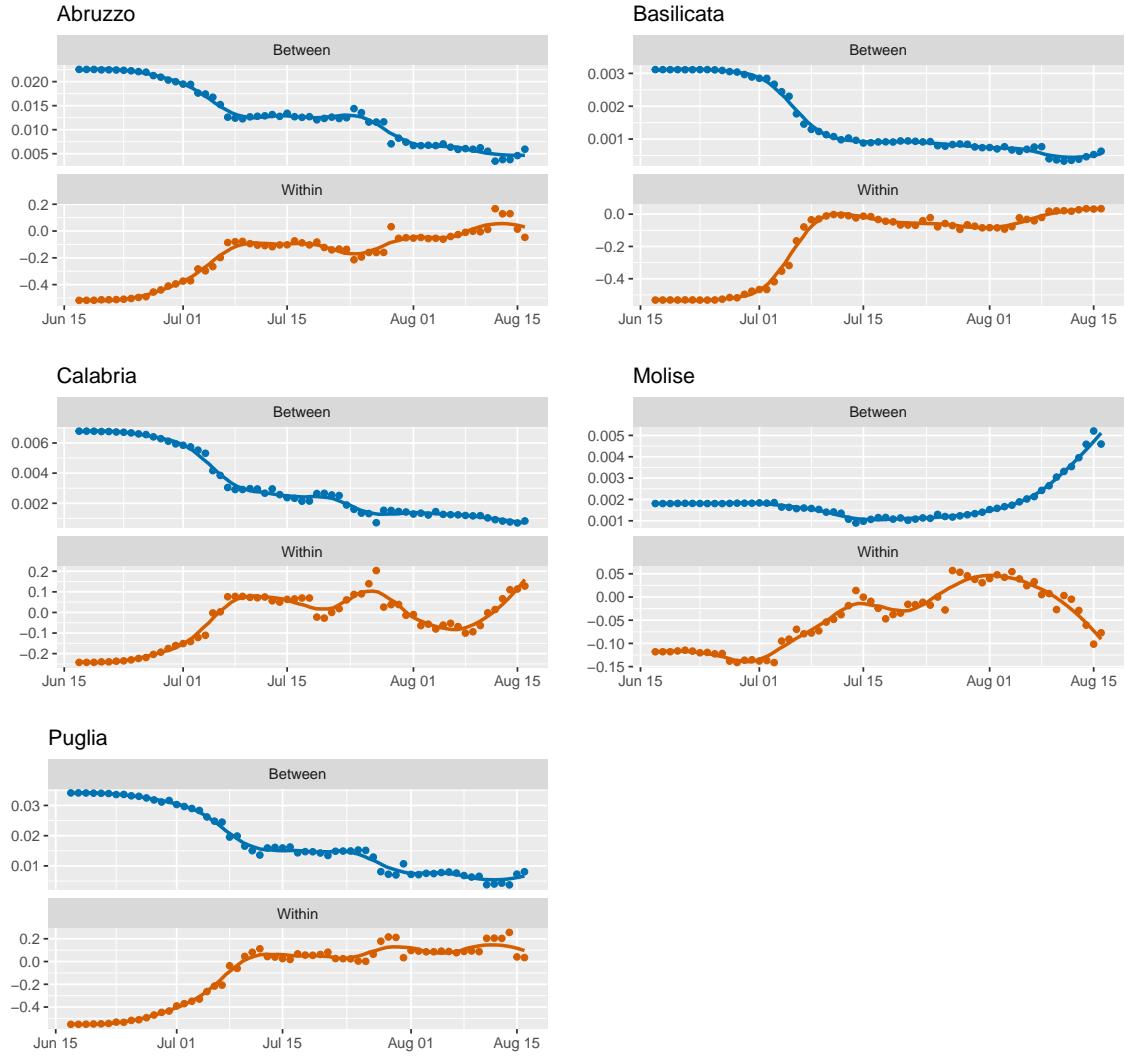 Abruzzo
Between
0.020
0.015
0.010
0.005
Within
0.2
0.0
−0.2
−0.4
Jun 15 Jul 01 Jul 15 Aug 01 Aug 15
Basilicata
Between
0.003
0.002
0.001
Within
0.0
−0.2
−0.4
Jun 15 Jul 01 Jul 15 Aug 01 Aug 15
Calabria
Between
0.006
0.004
0.002
Within
0.2
0.1
0.0
−0.1
−0.2
Jun 15 Jul 01 Jul 15 Aug 01 Aug 15
Molise
Between
0.005
0.004
0.003
0.002
0.001
Within
0.05
0.00
−0.05
−0.10
−0.15
Jun 15 Jul 01 Jul 15 Aug 01 Aug 15
Puglia
Between
0.03
0.02
0.01
Within
0.2
0.0
−0.2
−0.4
Jun 15 Jul 01 Jul 15 Aug 01 Aug 15